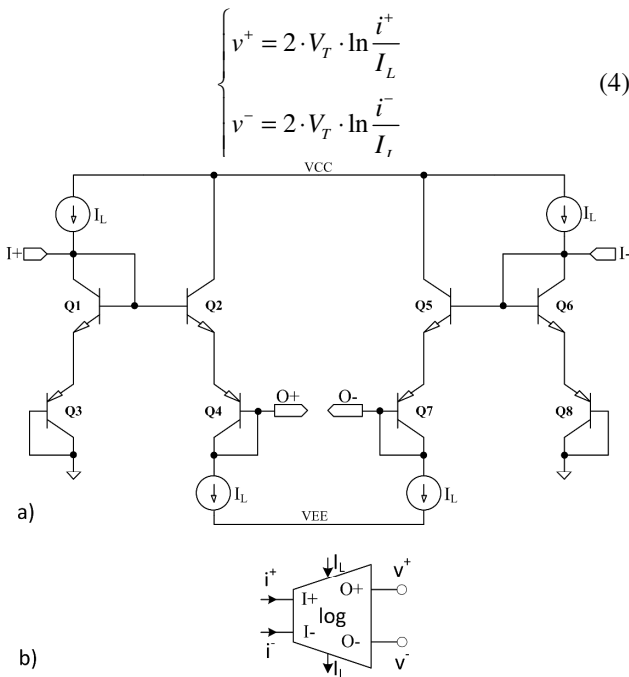 v⁺ = 2 · V_T · ln i⁺/I_L
(4)
v⁻ = 2 · V_T · ln i⁻/I_L
VCC
I_L I_L
I+ I-
Q1 Q2 Q5 Q6
O+ O-
Q3 Q4 Q7 Q8
I_L I_L
a) VEE
I_L v⁺
i⁺ I+ O+
log
i⁻ I- O-
b) I_L v⁻